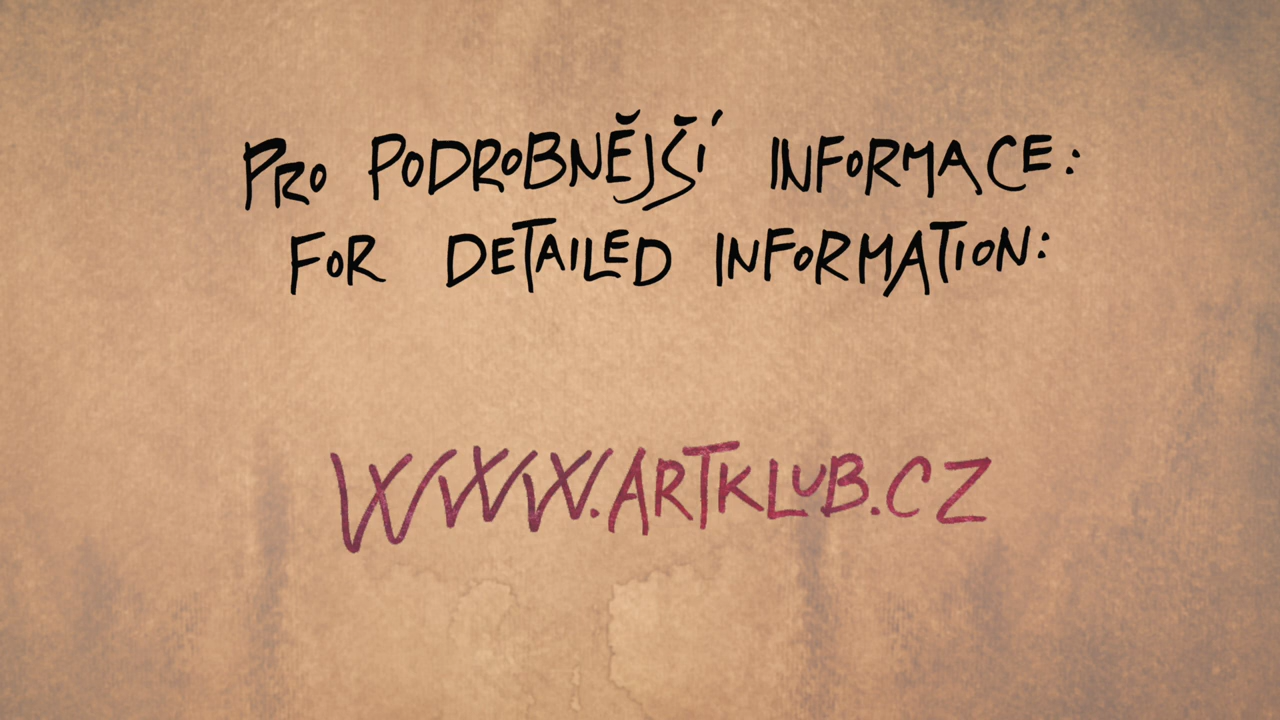 PRO PODROBNĚJŠÍ INFORMACE:
FOR DETAILED INFORMATION:
WWW.ARTKLUB.CZ